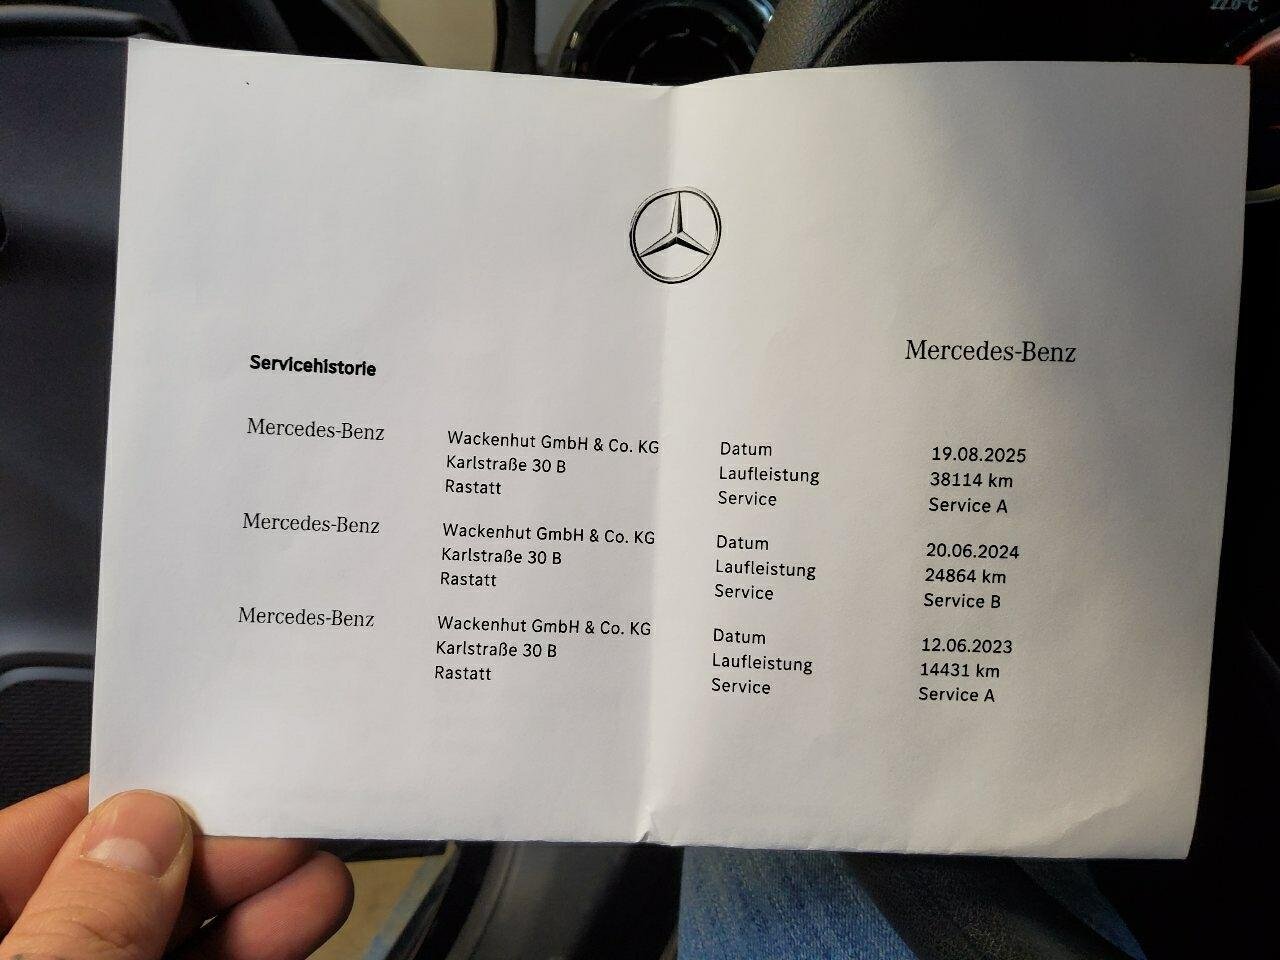 Mercedes-Benz
Servicehistorie
Mercedes-Benz
Wackenhut GmbH & Co. KG
Karlstraße 30 B
Rastatt
Datum 19.08.2025
Laufleistung 38114 km
Service Service A
Mercedes-Benz
Wackenhut GmbH & Co. KG
Karlstraße 30 B
Rastatt
Datum 20.06.2024
Laufleistung 24864 km
Service Service B
Mercedes-Benz
Wackenhut GmbH & Co. KG
Karlstraße 30 B
Rastatt
Datum 12.06.2023
Laufleistung 14431 km
Service Service A